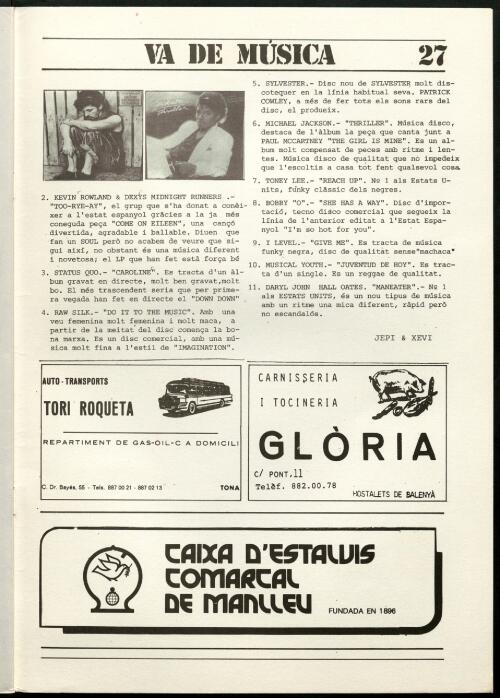 VA DE MÚSICA
27
2. KEVIN ROWLAND & DEXYS MIDNIGHT RUNNERS .-
"TOO-RYE-AY", el grup que s'ha donat a conèi-
xer a l'estat espanyol gràcies a la ja més
coneguda peça "COME ON EILEEN", una cançó
divertida, agradable i ballable. Diuen que
fan un SOUL però no acabem de veure que si-
gui així, no obstant és una música diferent
i novetosa; el LP que han fet está força bé
3. STATUS QUO.- "CAROLINE". Es tracta d'un àl-
bum gravat en directe, molt ben gravat,molt
bo. El més trascendent seria que per prime-
ra vegada han fet en directe el "DOWN DOWN"
4. RAW SILK.- "DO IT TO THE MUSIC". Amb una
veu femenina molt femenina i molt maca, a
partir de la meitat del disc comença la bo-
na marxa. Es un disc comercial, amb una mú-
sica molt fina a l'estil de "IMAGINATION".
5. SYLVESTER.- Disc nou de SYLVESTER molt dis-
cotequer en la línia habitual seva. PATRICK
COWLEY, a més de fer tots els sons rars del
disc, el produeix.
6. MICHAEL JACKSON.- "THRILLER". Música disco,
destaca de l'àlbum la peça que canta junt a
PAUL MCCARTNEY "THE GIRL IS MINE". Es un al-
bum molt compensat de peces amb ritme i len-
tes. Música disco de qualitat que no impedeix
que l'escoltis a casa tot fent qualsevol cosa
7. TONEY LEE.- "REACH UP". Nº 1 als Estats U-
nits, fúnky clàssic dels negres.
8. BOBBY "O".- "SHE HAS A WAY". Disc d'impor-
tació, tecno disco comercial que segueix la
línia de l'anterior editat a l'Estat Espa-
nyol "I'm so hot for you".
9. I LEVEL.- "GIVE ME". Es tracta de música
funky negra, disc de qualitat sense"machaca"
10. MUSICAL YOUTH.- "JUVENTUD DE HOY". Es trac-
ta d'un single. Es un reggae de qualitat.
11. DARYL JOHN HALL OATES. "MANEATER".- Nº 1
als ESTATS UNITS, és un nou tipus de música
amb un ritme una mica diferent, ràpid però
no escandalós.
JEPI & XEVI
AUTO-TRANSPORTS
TORI ROQUETA
REPARTIMENT DE GAS-OIL-C A DOMICILI
C. Dr. Bayés, 55 - Tels. 887 00 21 - 887 02 13 TONA
CARNISSERIA
I TOCINERIA
GLÒRIA
C/ PONT,11
Telèf. 882.00.78
HOSTALETS DE BALENYÀ
CAIXA D'ESTALVIS
COMARCAL
DE MANLLEU
FUNDADA EN 1896